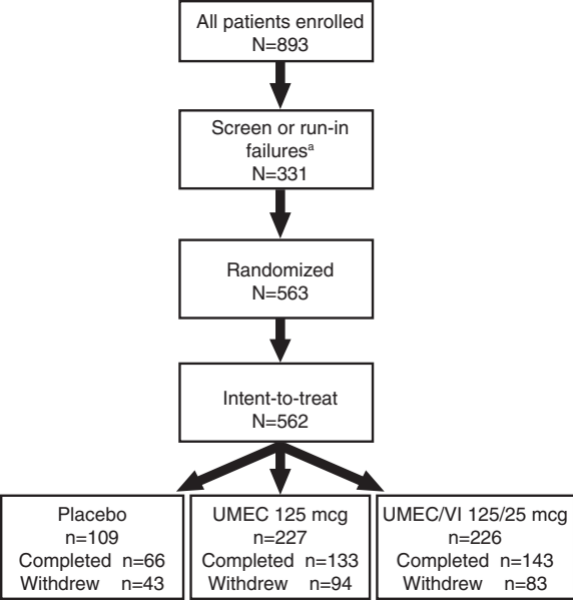 All patients enrolled
N=893
Screen or run-in
failuresᵃ
N=331
Randomized
N=563
Intent-to-treat
N=562
Placebo
n=109
Completed n=66
Withdrew n=43
UMEC 125 mcg
n=227
Completed n=133
Withdrew n=94
UMEC/VI 125/25 mcg
n=226
Completed n=143
Withdrew n=83